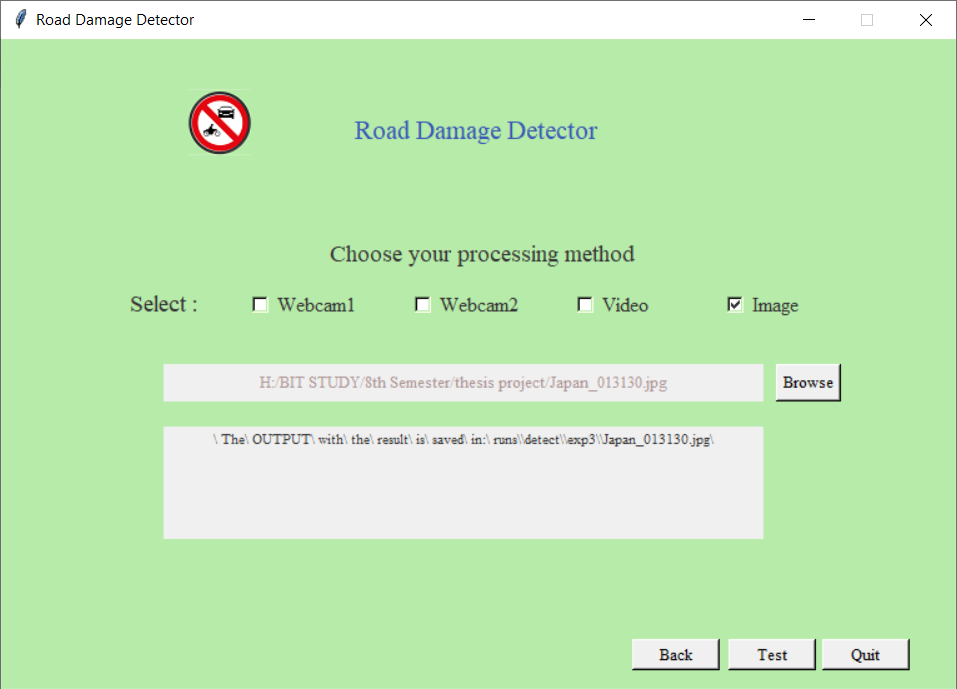 Road Damage Detector
Road Damage Detector
Choose your processing method
Select : Webcam1 Webcam2 Video Image
H:/BIT STUDY/8th Semester/thesis project/Japan_013130.jpg Browse
\ The\ OUTPUT\ with\ the\ result\ is\ saved\ in:\ runs\\detect\\exp3\\Japan_013130.jpg\
Back Test Quit